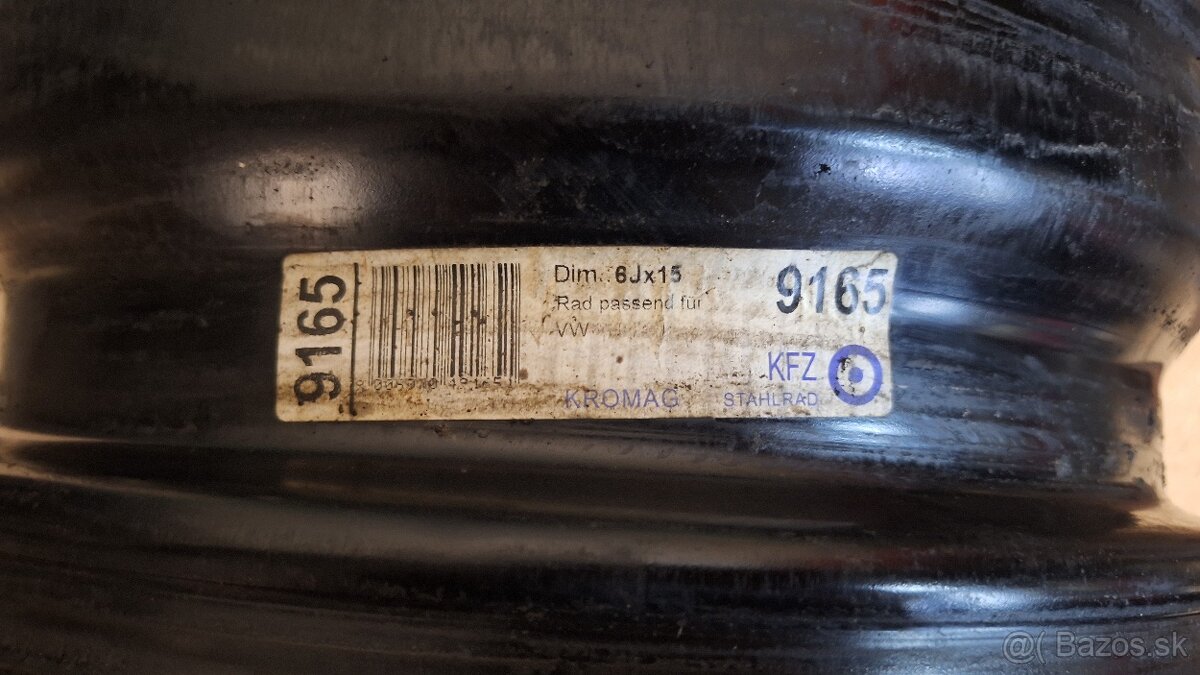 9165
Dim.: 6Jx15
Rad passend für
VW
9165
KFZ
KROMAG STAHLRAD
@( Bazos.sk